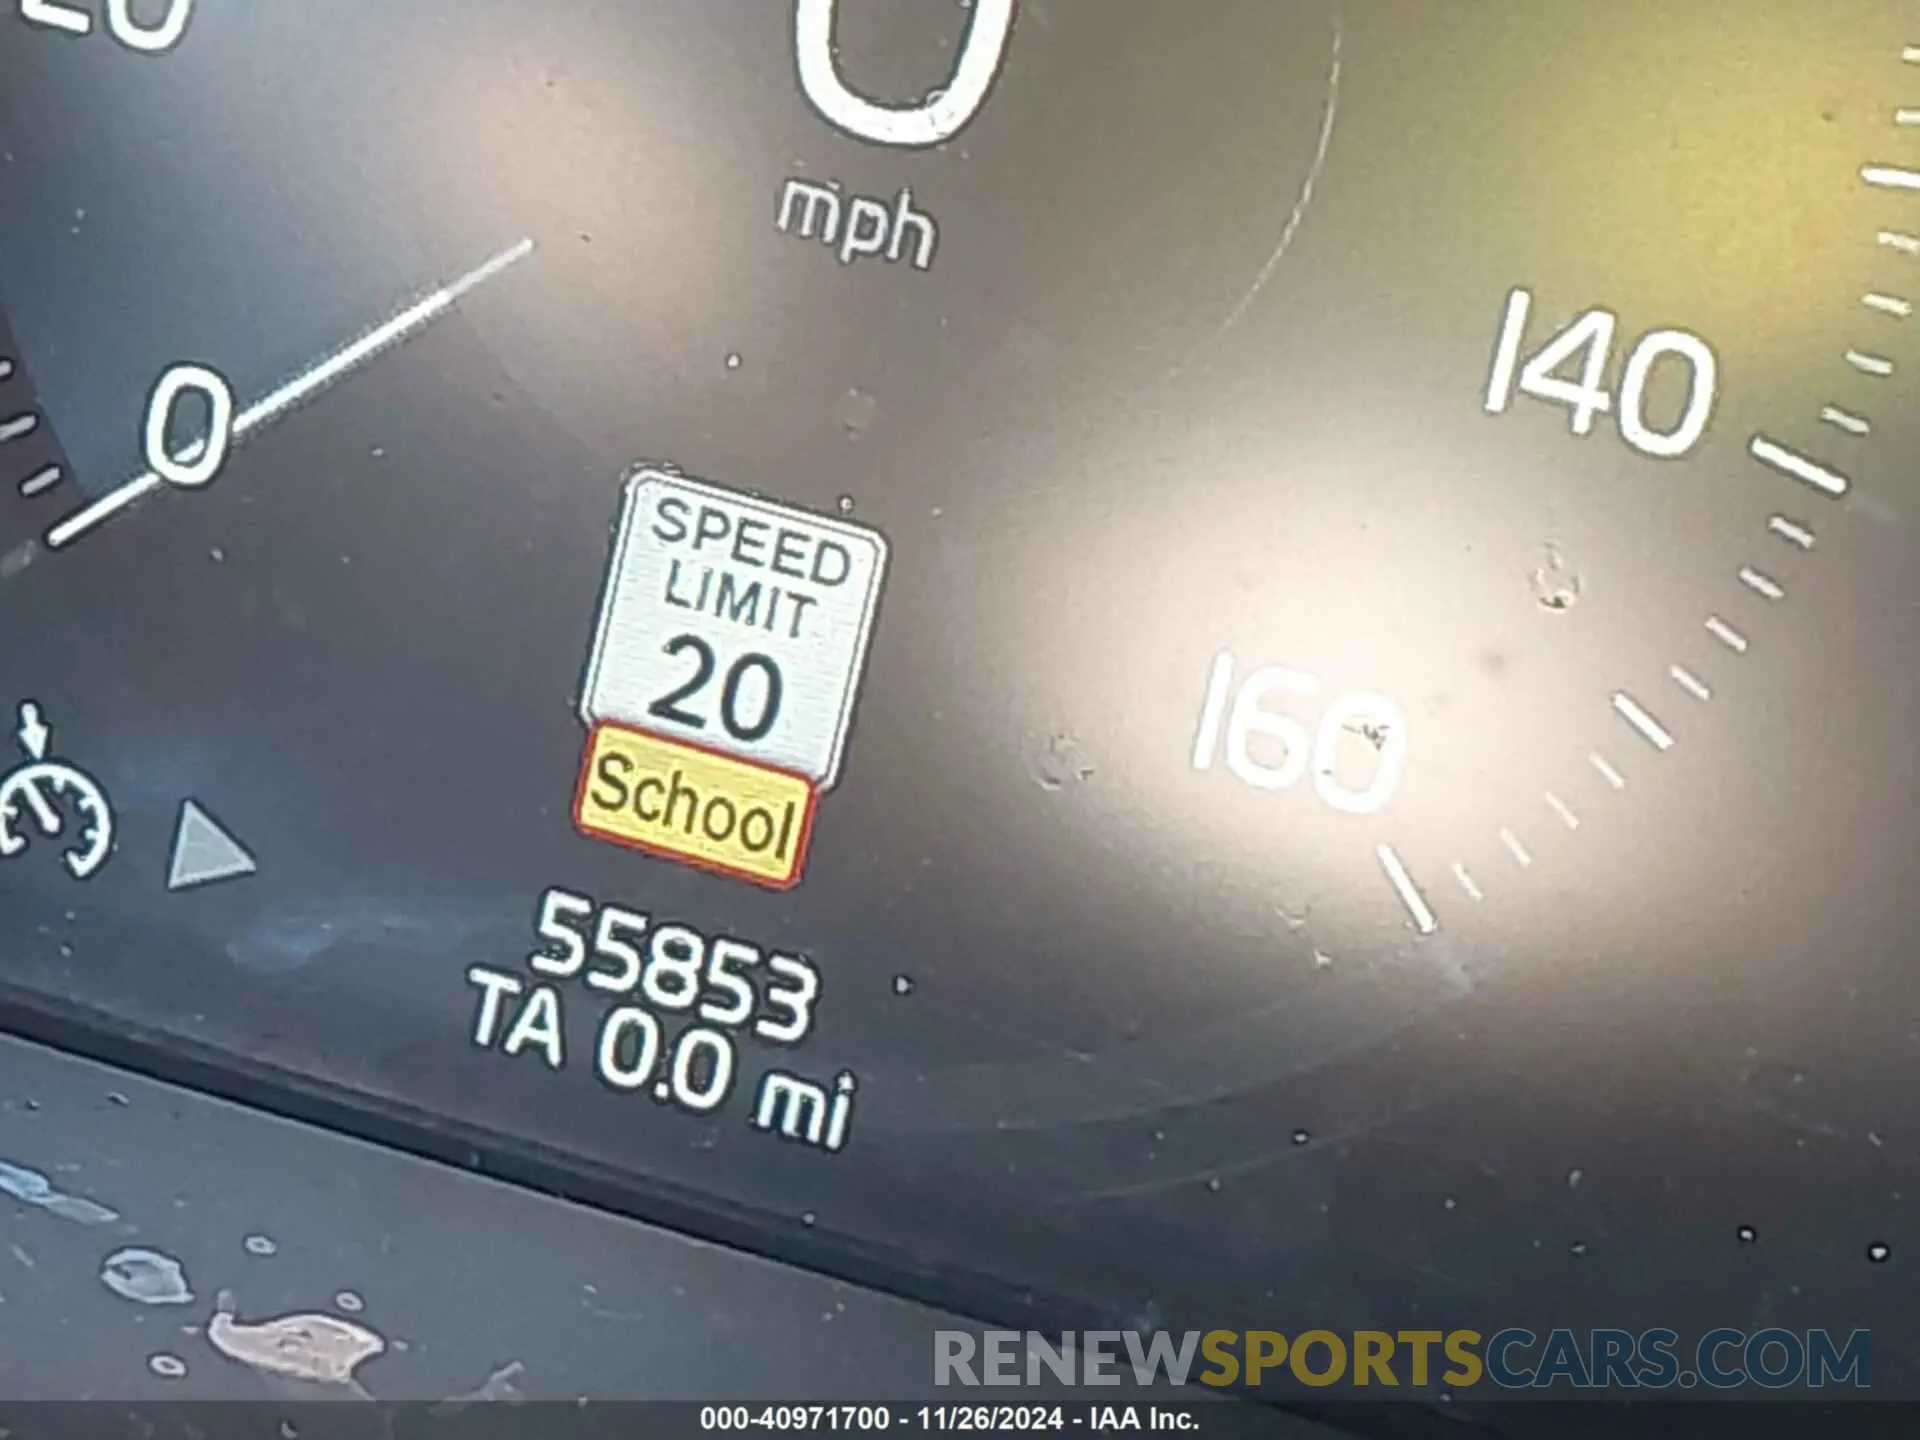 20
0
mph
140
0
SPEED
LIMIT
20
160
School
55853
TA 0.0 mi
RENEWSPORTSCARS.COM
000-40971700 - 11/26/2024 - IAA Inc.